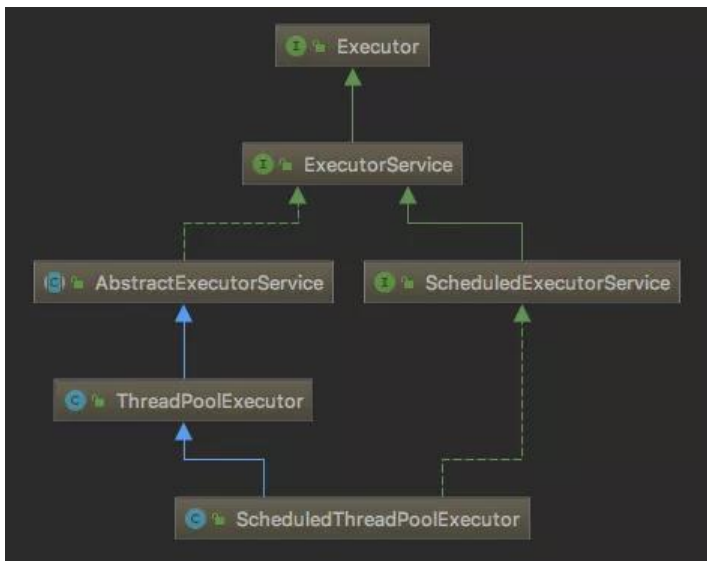 Executor
ExecutorService
AbstractExecutorService
ScheduledExecutorService
ThreadPoolExecutor
ScheduledThreadPoolExecutor